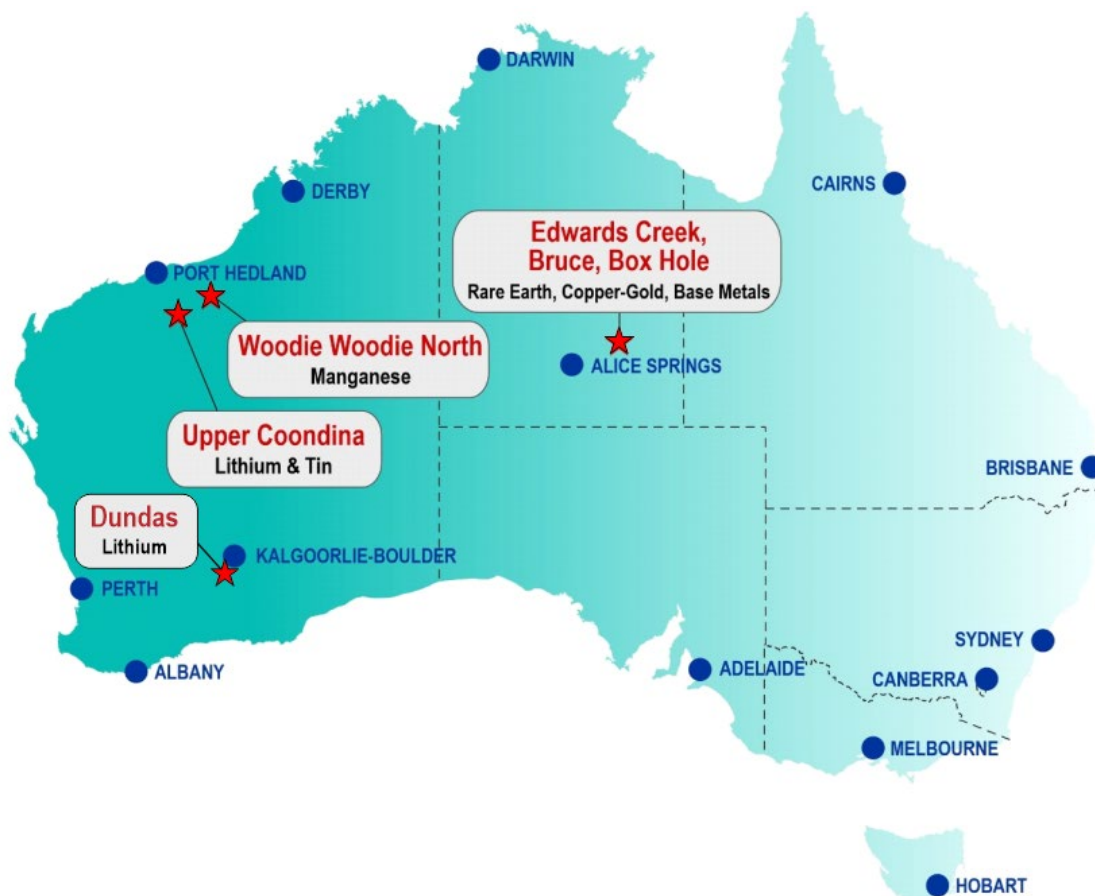 DARWIN
DERBY
CAIRNS
Edwards Creek,
Bruce, Box Hole
Rare Earth, Copper-Gold, Base Metals
PORT HEDLAND
Woodie Woodie North
Manganese
ALICE SPRINGS
Upper Coondina
Lithium & Tin
BRISBANE
Dundas
Lithium
KALGOORLIE-BOULDER
PERTH
SYDNEY
ALBANY
ADELAIDE
CANBERRA
MELBOURNE
HOBART